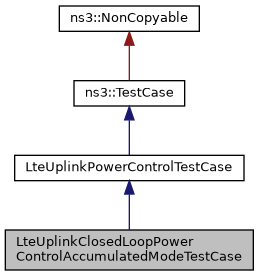 ns3::NonCopyable
ns3::TestCase
LteUplinkPowerControlTestCase
LteUplinkClosedLoopPower
ControlAccumulatedModeTestCase